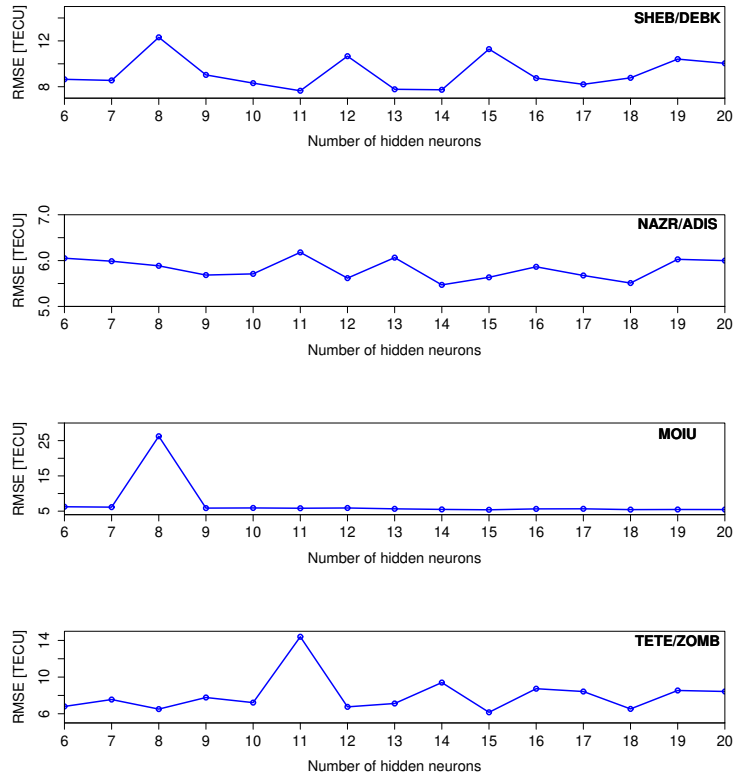 SHEB/DEBK
RMSE [TECU]
12
8
6 7 8 9 10 11 12 13 14 15 16 17 18 19 20
Number of hidden neurons
NAZR/ADIS
RMSE [TECU]
7.0
6.0
5.0
6 7 8 9 10 11 12 13 14 15 16 17 18 19 20
Number of hidden neurons
MOIU
RMSE [TECU]
25
15
5
6 7 8 9 10 11 12 13 14 15 16 17 18 19 20
Number of hidden neurons
TETE/ZOMB
RMSE [TECU]
14
10
6
6 7 8 9 10 11 12 13 14 15 16 17 18 19 20
Number of hidden neurons